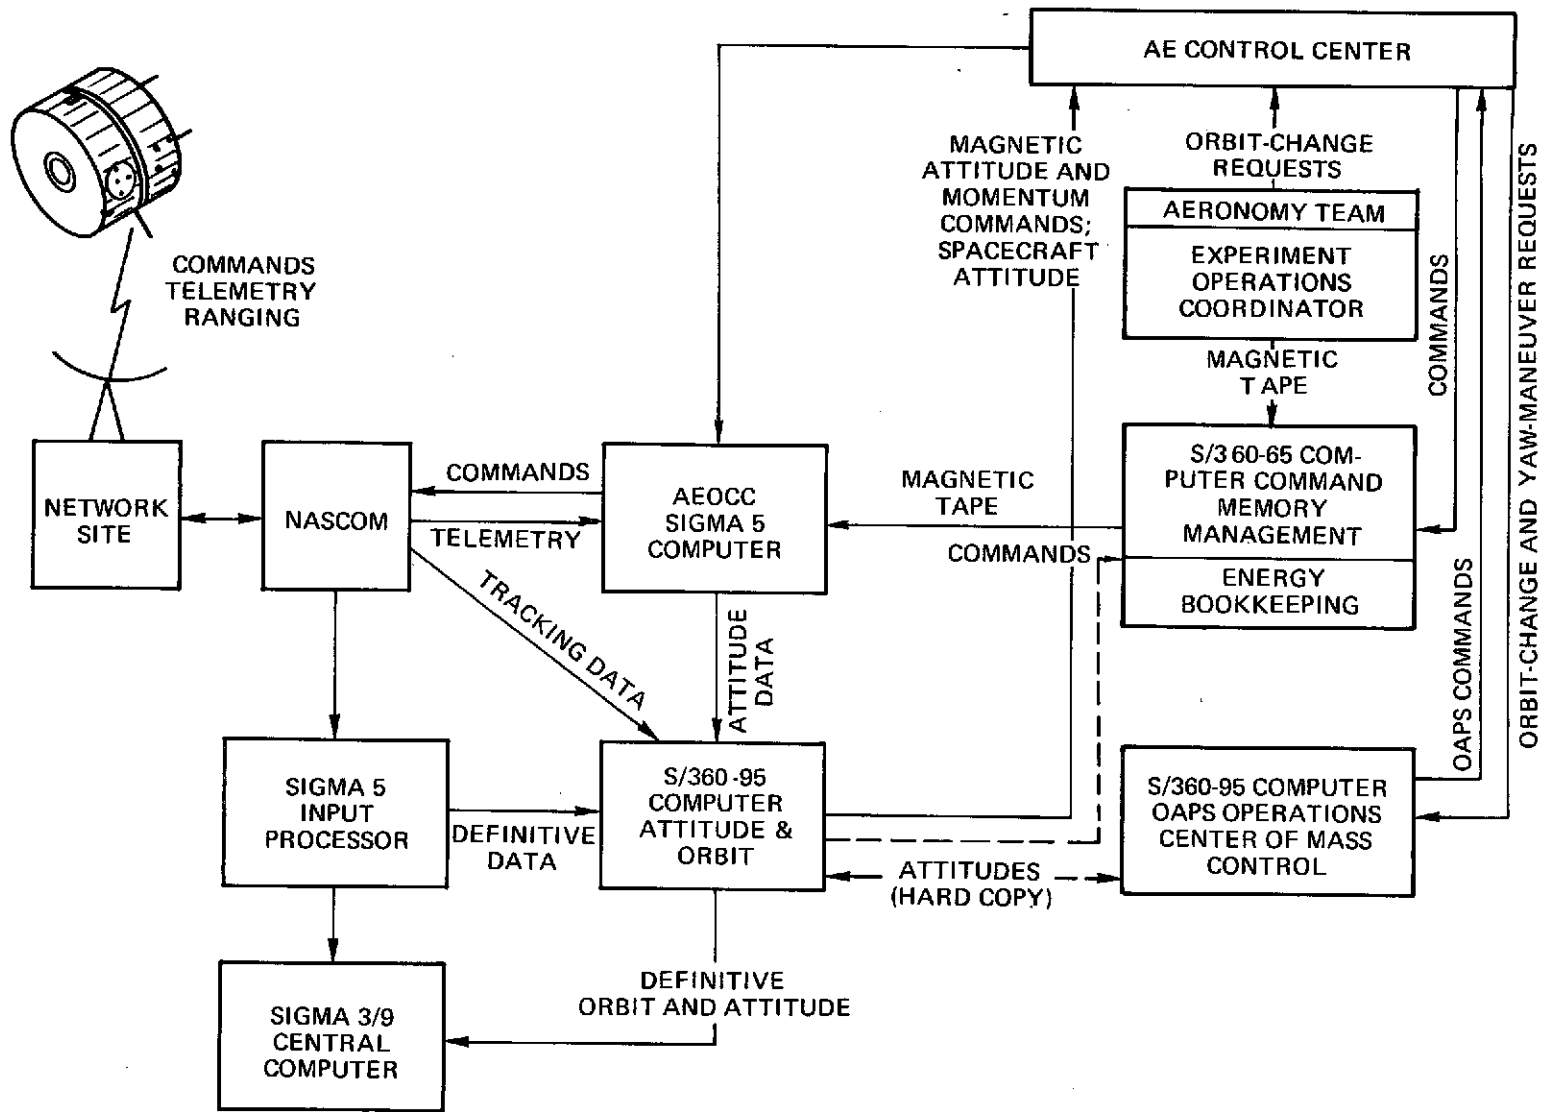 AE CONTROL CENTER
COMMANDS
TELEMETRY
RANGING
MAGNETIC
ATTITUDE AND
MOMENTUM
COMMANDS;
SPACECRAFT
ATTITUDE
ORBIT-CHANGE
REQUESTS
AERONOMY TEAM
EXPERIMENT
OPERATIONS
COORDINATOR
MAGNETIC
TAPE
COMMANDS
OAPS COMMANDS
ORBIT-CHANGE AND YAW-MANEUVER REQUESTS
NETWORK
SITE
NASCOM
COMMANDS
TELEMETRY
AEOCC
SIGMA 5
COMPUTER
MAGNETIC
TAPE
COMMANDS
S/360-65 COM-
PUTER COMMAND
MEMORY
MANAGEMENT
ENERGY
BOOKKEEPING
TRACKING DATA
ATTITUDE
DATA
SIGMA 5
INPUT
PROCESSOR
DEFINITIVE
DATA
S/360-95
COMPUTER
ATTITUDE &
ORBIT
ATTITUDES
(HARD COPY)
S/360-95 COMPUTER
OAPS OPERATIONS
CENTER OF MASS
CONTROL
DEFINITIVE
ORBIT AND ATTITUDE
SIGMA 3/9
CENTRAL
COMPUTER